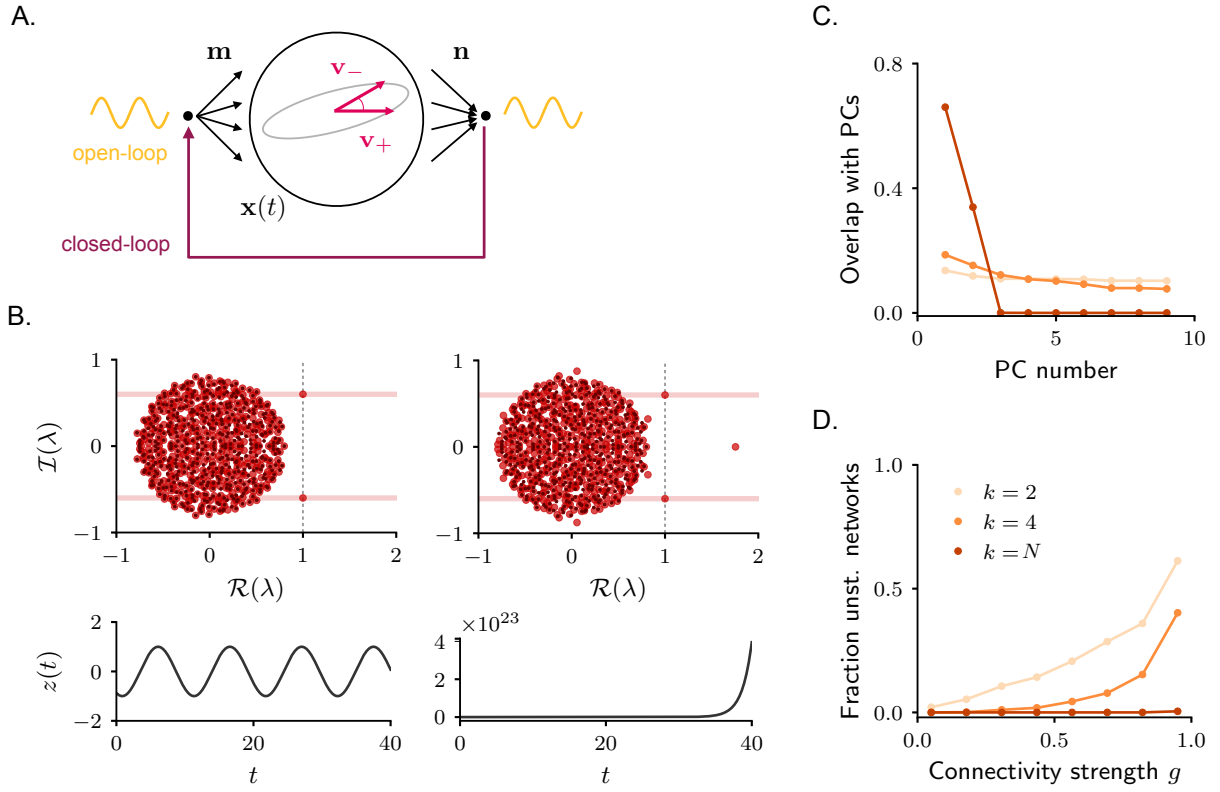 A.
m
n
v−
v+
open-loop
x(t)
closed-loop
B.
1
0
−1
ℐ(λ)
−1 0 1 2
ℛ(λ)
1
0
−1
−1 0 1 2
ℛ(λ)
2
0
−2
z(t)
0 20 40
t
×10²³
4
2
0
0 20 40
t
C.
0.8
0.4
0.0
Overlap with PCs
0 5 10
PC number
D.
1.0
0.5
0.0
Fraction unst. networks
k = 2
k = 4
k = N
0.0 0.5 1.0
Connectivity strength g